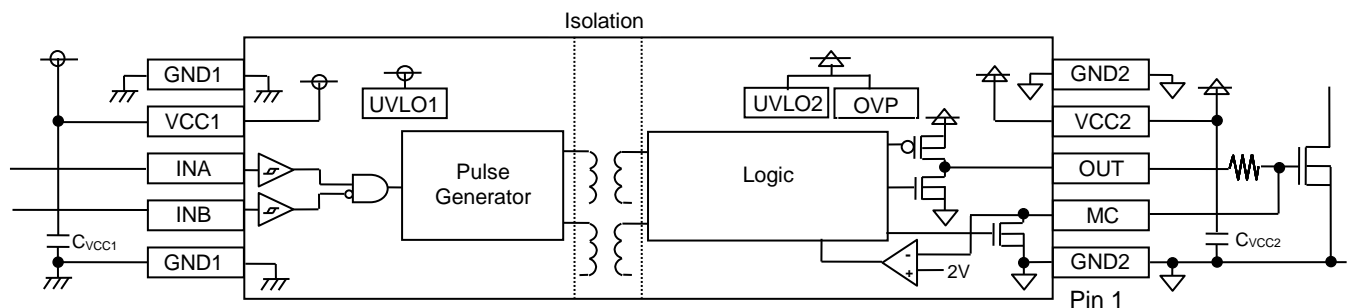 Isolation
GND1
GND2
UVLO1
UVLO2
OVP
VCC1
VCC2
INA
Pulse
Generator
Logic
OUT
INB
MC
CVCC1
-
+
2V
CVCC2
GND1
GND2
Pin 1